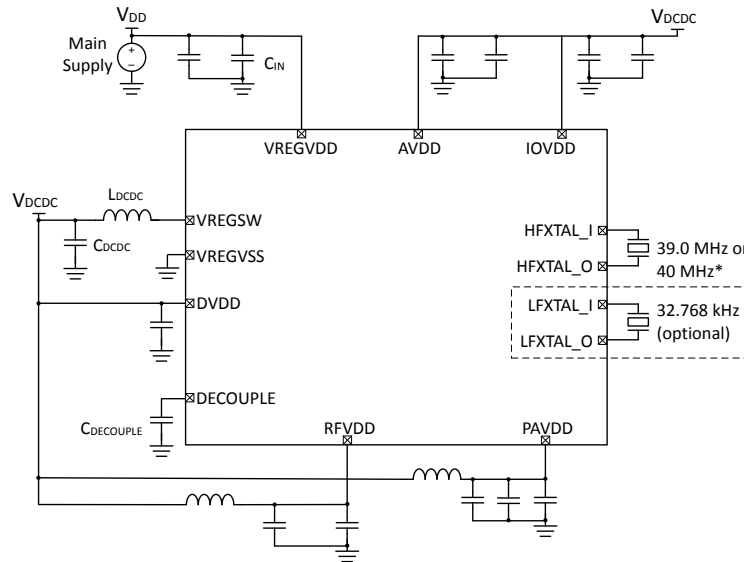 VDD
VDCDC
Main
Supply
+
–
CIN
VREGVDD
AVDD
IOVDD
VDCDC
LDCDC
VREGSW
CDCDC
VREGVSS
DVDD
DECOUPLE
CDECOUPLE
HFXTAL_I
HFXTAL_O
39.0 MHz or
40 MHz*
LFXTAL_I
LFXTAL_O
32.768 kHz
(optional)
RFVDD
PAVDD